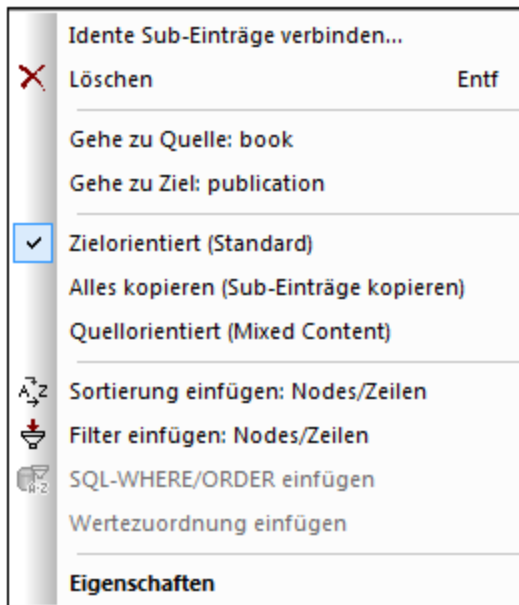 Idente Sub-Einträge verbinden...
Löschen Entf
Gehe zu Quelle: book
Gehe zu Ziel: publication
Zielorientiert (Standard)
Alles kopieren (Sub-Einträge kopieren)
Quellorientiert (Mixed Content)
Sortierung einfügen: Nodes/Zeilen
Filter einfügen: Nodes/Zeilen
SQL-WHERE/ORDER einfügen
Wertezuordnung einfügen
Eigenschaften